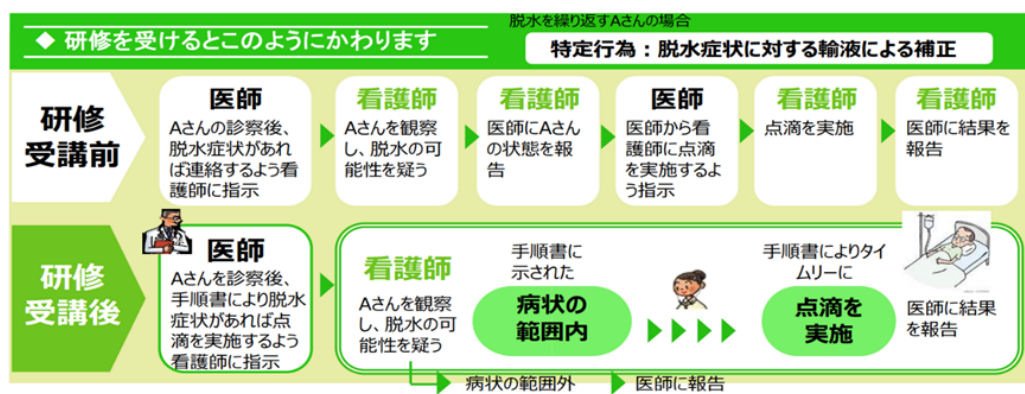 脱水を繰り返すAさんの場合
◆ 研修を受けるとこのようにかわります
特定行為：脱水症状に対する輸液による補正
研修
受講前
医師
Aさんの診察後、
脱水症状があれ
ば連絡するよう看
護師に指示
看護師
Aさんを観察
し、脱水の可
能性を疑う
看護師
医師にAさん
の状態を報
告
医師
医師から看
護師に点滴
を実施するよ
う指示
看護師
点滴を実施
看護師
医師に結果を
報告
研修
受講後
医師
Aさんを診察後、
手順書により脱水
症状があれば点
滴を実施するよう
看護師に指示
看護師
Aさんを観察
し、脱水の可
能性を疑う
手順書に
示された
病状の
範囲内
手順書によりタイ
ムリーに
点滴を
実施
医師に結果
を報告
病状の範囲外
医師に報告